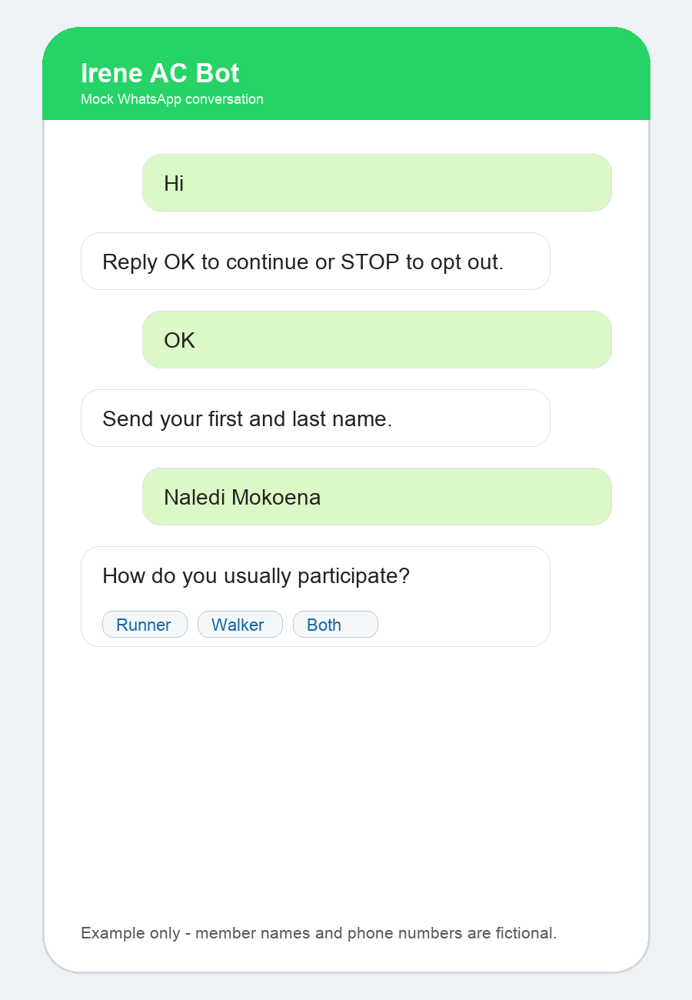 Irene AC Bot
Mock WhatsApp conversation
Hi
Reply OK to continue or STOP to opt out.
OK
Send your first and last name.
Naledi Mokoena
How do you usually participate?
Runner Walker Both
Example only - member names and phone numbers are fictional.